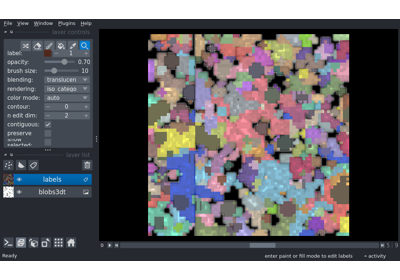 File View Window Plugins Help
layer controls
label: 1
opacity: 0.70
brush size: 10
blending: translucen
rendering: iso_catego
color mode: auto
contour: 0
n edit dim: 2
contiguous:
preserve
selected:
layer list
labels
blobs3dt
Ready
enter paint or fill mode to edit labels
activity